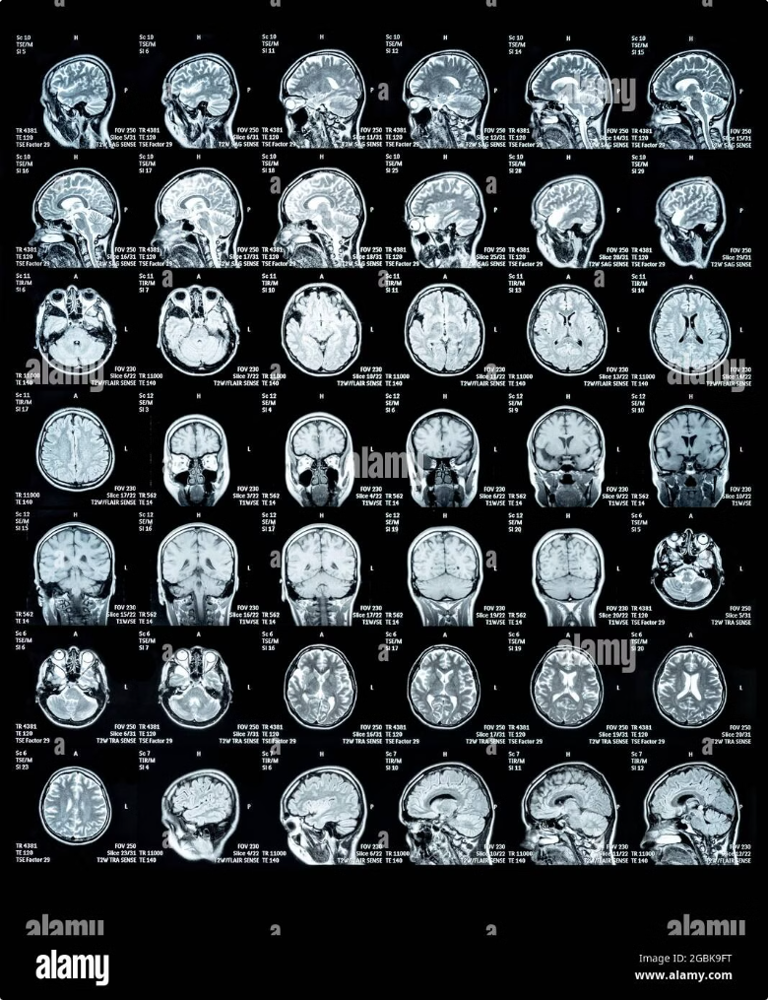 Sc 10 H Sc 10 H Sc 10 H Sc 10 H Sc 10 H Sc 10 H
TSE/M TSE/M TSE/M TSE/M TSE/M TSE/M
Sl 5 Sl 6 Sl 11 Sl 12 Sl 14 Sl 15
P P P P P P
TR 4381 FOV 250 TR 4381 FOV 250 TR 4381 FOV 250 TR 4381 FOV 250 TR 4381 FOV 250 TR 4381 FOV 250
TE 120 Slice 5/31 TE 120 Slice 6/31 TE 120 Slice 11/31 TE 120 Slice 12/31 TE 120 Slice 14/31 TE 120 Slice 15/31
TSE Factor 29 T2W SAG SENSE TSE Factor 29 T2W SAG SENSE TSE Factor 29 T2W SAG SENSE TSE Factor 29 T2W SAG SENSE TSE Factor 29 T2W SAG SENSE TSE Factor 29 T2W SAG SENSE
Sc 10 H Sc 10 H Sc 10 H Sc 10 H Sc 10 H Sc 10 H
TSE/M TSE/M TSE/M TSE/M TSE/M TSE/M
Sl 16 Sl 17 Sl 18 Sl 25 Sl 28 Sl 29
P P P P P P
TR 4381 FOV 250 TR 4381 FOV 250 TR 4381 FOV 250 TR 4381 FOV 250 TR 4381 FOV 250 TR 4381 FOV 250
TE 120 Slice 16/31 TE 120 Slice 17/31 TE 120 Slice 18/31 TE 120 Slice 25/31 TE 120 Slice 28/31 TE 120 Slice 29/31
TSE Factor 29 T2W SAG SENSE TSE Factor 29 T2W SAG SENSE TSE Factor 29 T2W SAG SENSE TSE Factor 29 T2W SAG SENSE TSE Factor 29 T2W SAG SENSE TSE Factor 29 T2W SAG SENSE
Sc 11 A Sc 11 A Sc 11 A Sc 11 A Sc 11 A Sc 11 A
TIR/M TIR/M TIR/M TIR/M TIR/M TIR/M
Sl 6 Sl 7 Sl 10 Sl 11 Sl 13 Sl 14
L L L L L L
FOV 230 FOV 230 FOV 230 FOV 230 FOV 230 FOV 230
TR 11000 Slice 6/22 TR 11000 Slice 7/22 TR 11000 Slice 10/22 TR 11000 Slice 11/22 TR 11000 Slice 13/22 TR 11000 Slice 14/22
TE 140 T2W/FLAIR SENSE TE 140 T2W/FLAIR SENSE TE 140 T2W/FLAIR SENSE TE 140 T2W/FLAIR SENSE TE 140 T2W/FLAIR SENSE TE 140 T2W/FLAIR SENSE
Sc 11 A Sc 12 H Sc 12 H Sc 12 H Sc 12 H Sc 12 H
TIR/M SE/M SE/M SE/M SE/M SE/M
Sl 17 Sl 3 Sl 4 Sl 6 Sl 9 Sl 10
L L L L L L
FOV 230 FOV 230 FOV 230 FOV 230 FOV 230 FOV 230
TR 11000 Slice 17/22 TR 562 Slice 3/22 TR 562 Slice 4/22 TR 562 Slice 6/22 TR 562 Slice 9/22 TR 562 Slice 10/22
TE 140 T2W/FLAIR SENSE TE 14 T1W/SE TE 14 T1W/SE TE 14 T1W/SE TE 14 T1W/SE TE 14 T1W/SE
Sc 12 H Sc 12 H Sc 12 H Sc 12 H Sc 12 H Sc 6 A
SE/M SE/M SE/M SE/M SE/M TSE/M
Sl 15 Sl 16 Sl 17 Sl 19 Sl 20 Sl 5
L L L L L L
FOV 230 FOV 230 FOV 230 FOV 230 FOV 230 TR 4381 FOV 250
TR 562 Slice 15/22 TR 562 Slice 16/22 TR 562 Slice 17/22 TR 562 Slice 19/22 TR 562 Slice 20/22 TE 120 Slice 5/31
TE 14 T1W/SE TE 14 T1W/SE TE 14 T1W/SE TE 14 T1W/SE TE 14 T1W/SE TSE Factor 29 T2W TRA SENSE
Sc 6 A Sc 6 A Sc 6 A Sc 6 A Sc 6 A Sc 6 A
TSE/M TSE/M TSE/M TSE/M TSE/M TSE/M
Sl 6 Sl 7 Sl 16 Sl 17 Sl 19 Sl 20
L L L L L L
TR 4381 FOV 250 TR 4381 FOV 250 TR 4381 FOV 250 TR 4381 FOV 250 TR 4381 FOV 250 TR 4381 FOV 250
TE 120 Slice 6/31 TE 120 Slice 7/31 TE 120 Slice 16/31 TE 120 Slice 17/31 TE 120 Slice 19/31 TE 120 Slice 20/31
TSE Factor 29 T2W TRA SENSE TSE Factor 29 T2W TRA SENSE TSE Factor 29 T2W TRA SENSE TSE Factor 29 T2W TRA SENSE TSE Factor 29 T2W TRA SENSE TSE Factor 29 T2W TRA SENSE
Sc 6 A Sc 7 H Sc 7 H Sc 7 H Sc 7 H Sc 7 H
TSE/M TIR/M TIR/M TIR/M TIR/M TIR/M
Sl 23 Sl 4 Sl 6 Sl 10 Sl 11 Sl 12
L P P P P P
TR 4381 FOV 250 FOV 230 FOV 230 FOV 230 FOV 230 FOV 230
TE 120 Slice 23/31 TR 11000 Slice 4/22 TR 11000 Slice 6/22 TR 11000 Slice 10/22 TR 11000 Slice 11/22 TR 11000 Slice 12/22
TSE Factor 29 T2W TRA SENSE TE 140 T2W/FLAIR SENSE TE 140 T2W/FLAIR SENSE TE 140 T2W/FLAIR SENSE TE 140 T2W/FLAIR SENSE TE 140 T2W/FLAIR SENSE
alamy a a alamy
alamy
Image ID: 2GBK9FT
www.alamy.com